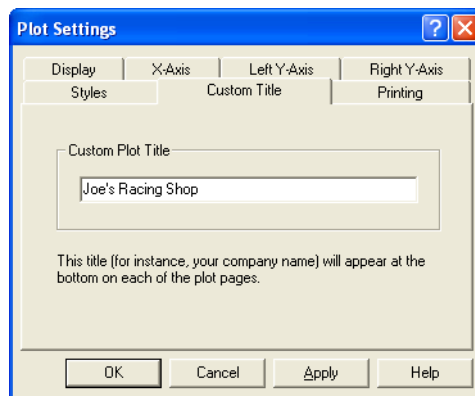 Plot Settings
?
X
Display X-Axis Left Y-Axis Right Y-Axis
Styles Custom Title Printing
Custom Plot Title
Joe's Racing Shop
This title (for instance, your company name) will appear at the
bottom on each of the plot pages.
OK Cancel Apply Help